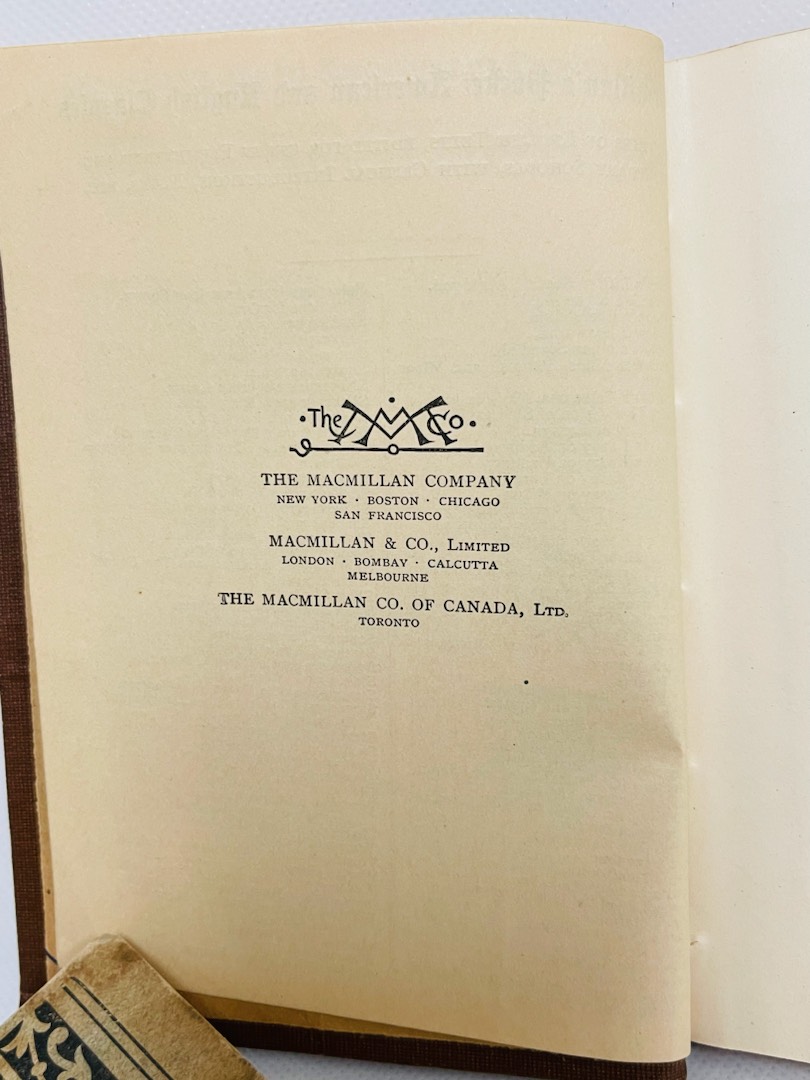 ·The M Co·
THE MACMILLAN COMPANY
NEW YORK · BOSTON · CHICAGO
SAN FRANCISCO
MACMILLAN & CO., LIMITED
LONDON · BOMBAY · CALCUTTA
MELBOURNE
THE MACMILLAN CO. OF CANADA, LTD.
TORONTO